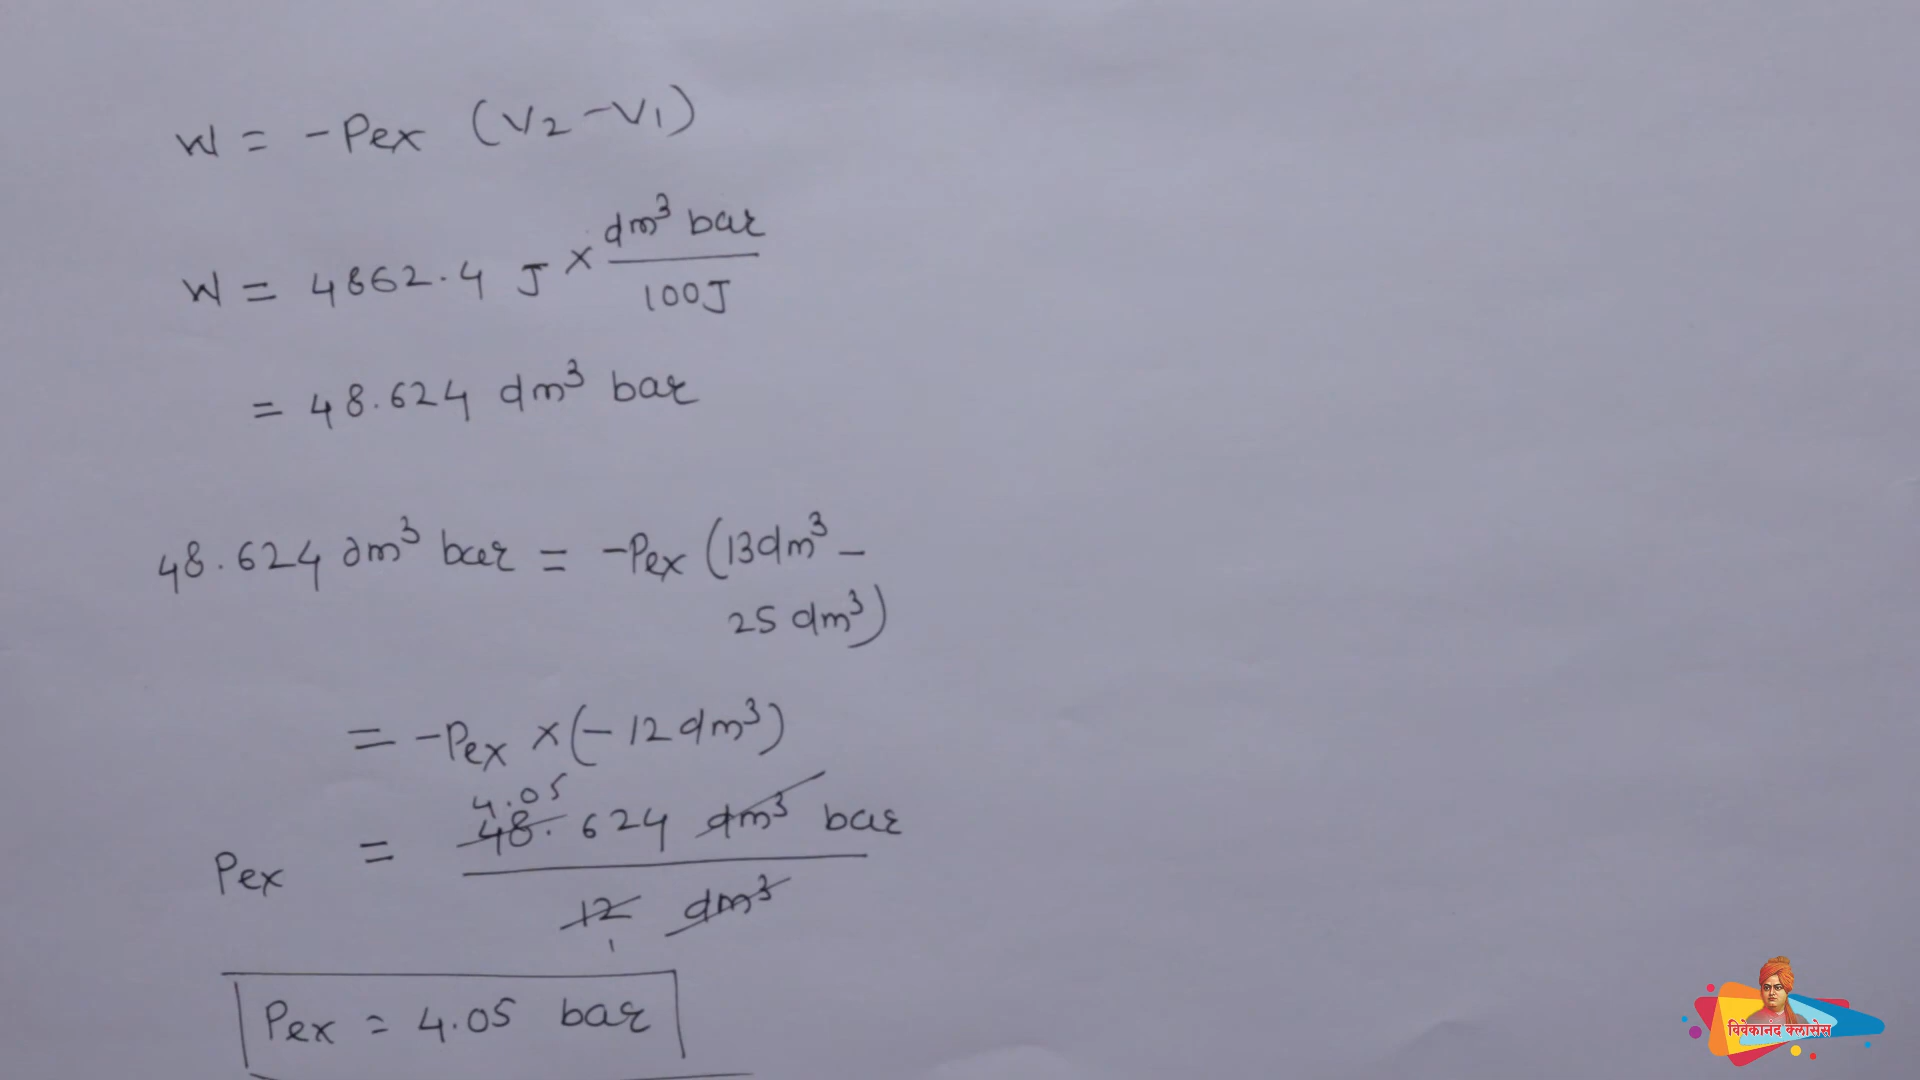 W = -Pex (V2 - V1)
W = 4862.4 J × dm³ bar / 100J
= 48.624 dm³ bar
48.624 dm³ bar = -Pex (13dm³ -
25 dm³)
= -Pex × (-12 dm³)
4.05
Pex = 48.624 dm³ bar / 12 dm³
1
Pex = 4.05 bar
विवेकानंद क्लासेस